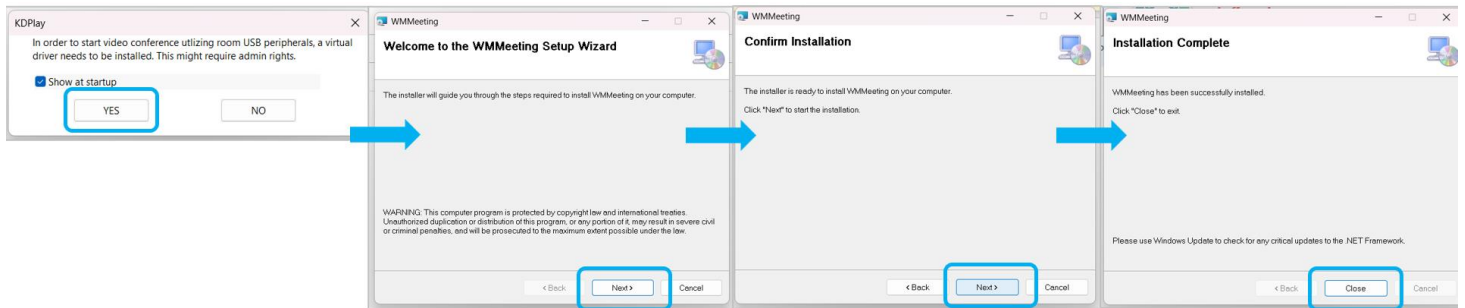 KDPlay
In order to start video conference utlizing room USB peripherals, a virtual
driver needs to be installed. This might require admin rights.
Show at startup
YES
NO
WMMeeting
Welcome to the WMMeeting Setup Wizard
The installer will guide you through the steps required to install WMMeeting on your computer.
WARNING: This computer program is protected by copyright law and international treaties.
Unauthorized duplication or distribution of this program, or any portion of it, may result in severe civil
or criminal penalties, and will be prosecuted to the maximum extent possible under the law.
< Back
Next >
Cancel
WMMeeting
Confirm Installation
The installer is ready to install WMMeeting on your computer.
Click "Next" to start the installation.
< Back
Next >
Cancel
WMMeeting
Installation Complete
WMMeeting has been successfully installed.
Click "Close" to exit.
Please use Windows Update to check for any critical updates to the .NET Framework.
< Back
Close
Cancel